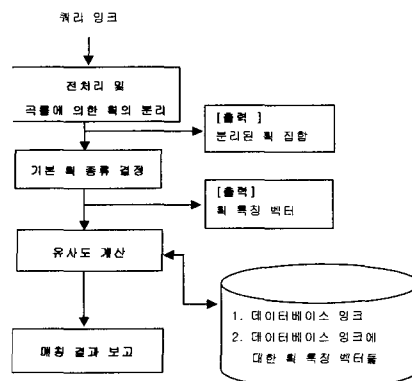 쿼리 잉크
전처리 및
곡률에 의한 획의 분리
[출력 ]
분리된 획 집합
기본 획 종류 결정
[출력]
획 특징 벡터
유사도 계산
1. 데이터베이스 잉크
2. 데이터베이스 잉크에
대한 획 특징 벡터들
매칭 결과 보고